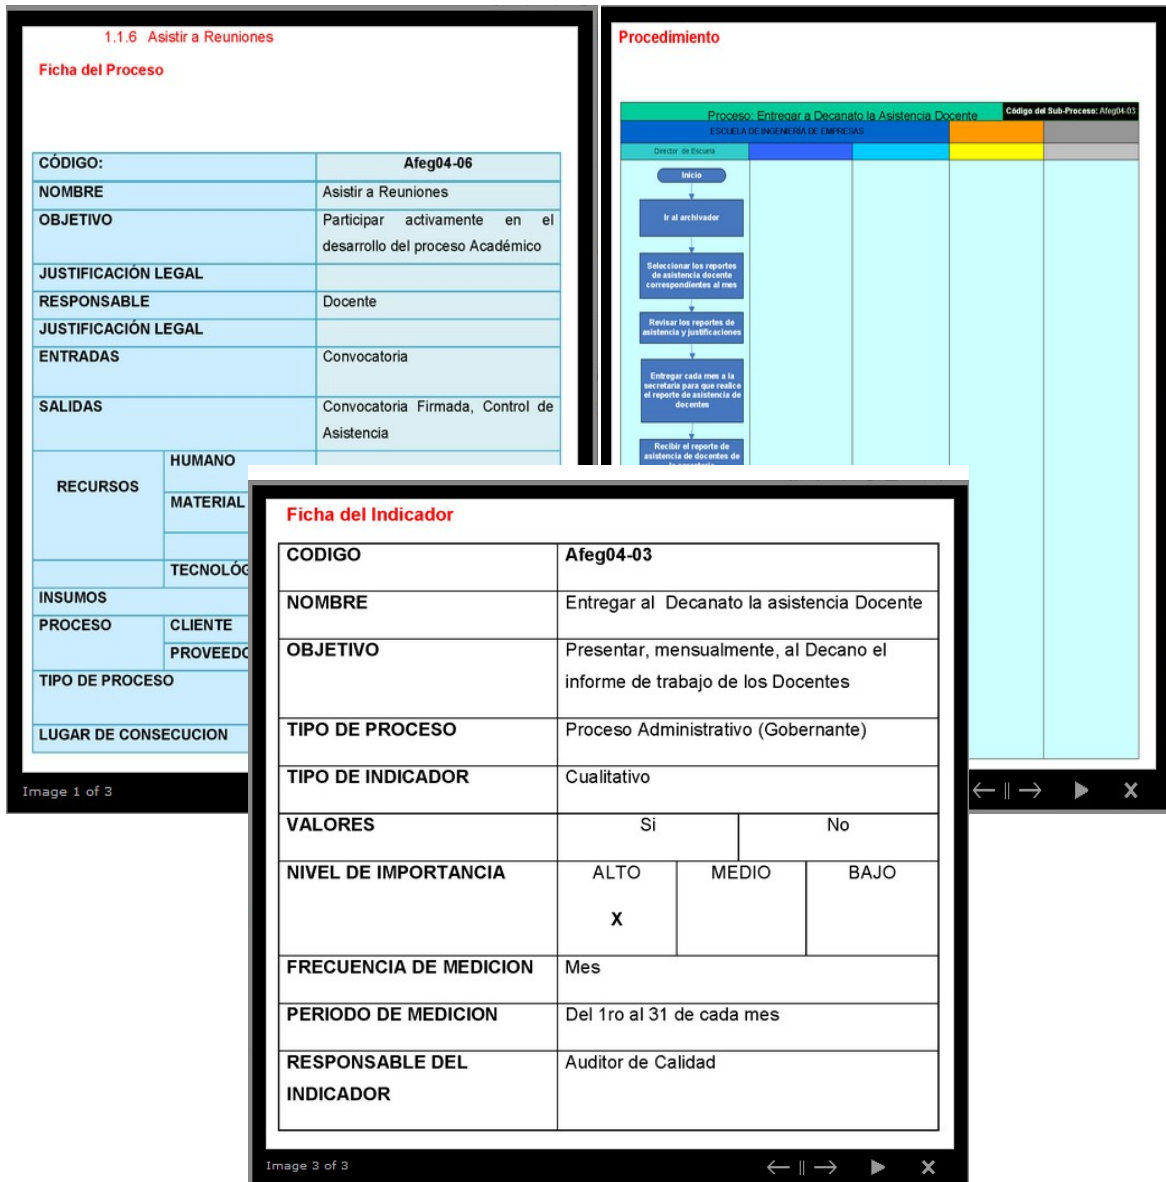 1.1.6 Asistir a Reuniones
Ficha del Proceso
CÓDIGO: Afeg04-06
NOMBRE Asistir a Reuniones
OBJETIVO Participar activamente en el
desarrollo del proceso Académico
JUSTIFICACIÓN LEGAL
RESPONSABLE Docente
JUSTIFICACIÓN LEGAL
ENTRADAS Convocatoria
SALIDAS Convocatoria Firmada, Control de
Asistencia
RECURSOS
HUMANO
MATERIAL
TECNOLÓG
INSUMOS
PROCESO CLIENTE
PROVEEDO
TIPO DE PROCESO
LUGAR DE CONSECUCION
Image 1 of 3
Procedimiento
Proceso: Entregar a Decanato la Asistencia Docente
Código del Sub-Proceso: Afeg04-03
ESCUELA DE INGENIERÍA DE EMPRESAS
Director de Escuela
Inicio
Ir al archivador
Seleccionar los reportes
de asistencia docente
correspondientes al mes
Revisar los reportes de
asistencia y justificaciones
Entregar cada mes a la
secretaria para que realice
el reporte de asistencia de
docentes
Recibir el reporte de
asistencia de docentes de
Ficha del Indicador
CODIGO Afeg04-03
NOMBRE Entregar al Decanato la asistencia Docente
OBJETIVO Presentar, mensualmente, al Decano el
informe de trabajo de los Docentes
TIPO DE PROCESO Proceso Administrativo (Gobernante)
TIPO DE INDICADOR Cualitativo
VALORES Si No
NIVEL DE IMPORTANCIA ALTO MEDIO BAJO
X
FRECUENCIA DE MEDICION Mes
PERIODO DE MEDICION Del 1ro al 31 de cada mes
RESPONSABLE DEL Auditor de Calidad
INDICADOR
Image 3 of 3